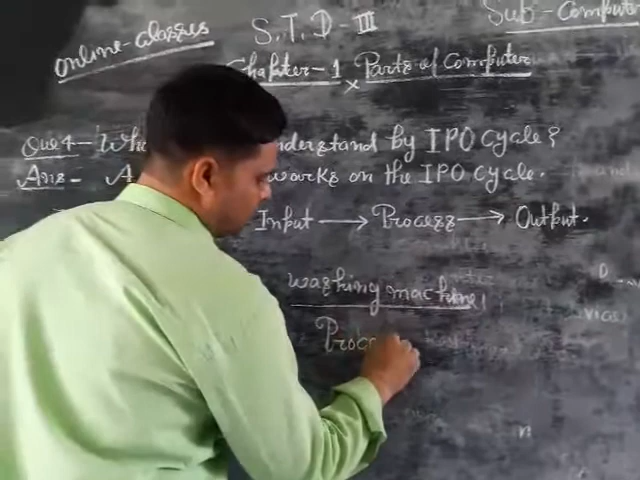 Online classes
S.T.D - III
Sub - Compute
Chapter-1 Parts of Computer
Que 4 - Wh nderstand by IPO Cycle?
Ans - A works on the IPO Cycle.
Input → Process → Output.
washing machine
Proc